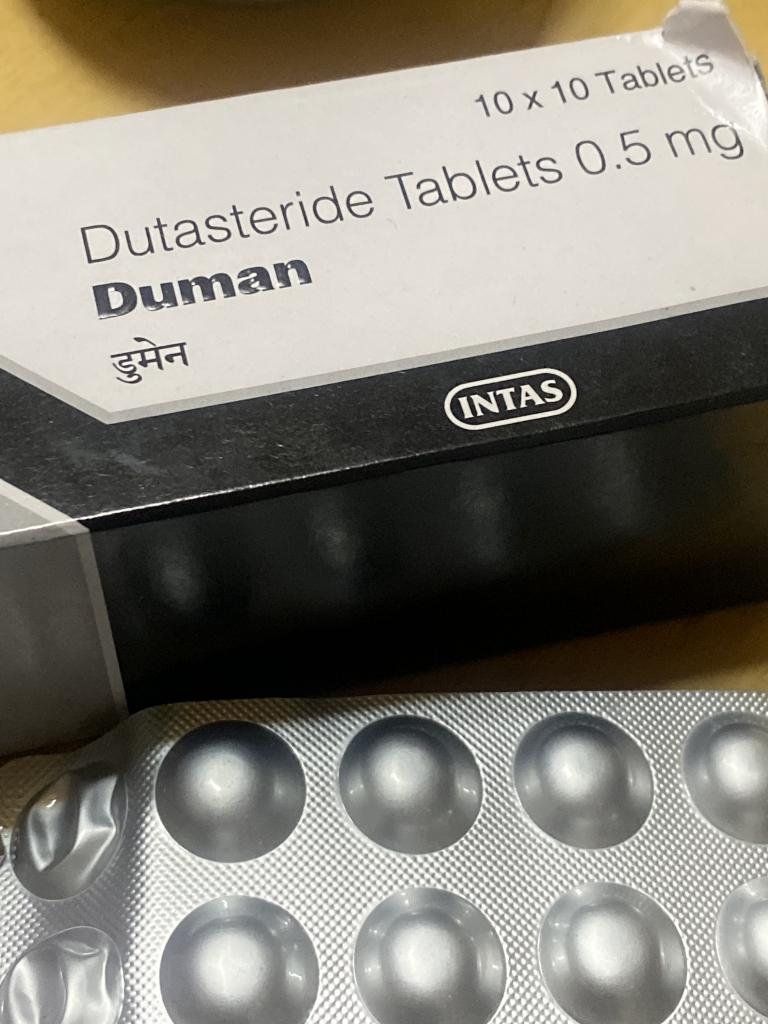 10 x 10 Tablets
Dutasteride Tablets 0.5 mg
Duman
डुमेन
INTAS